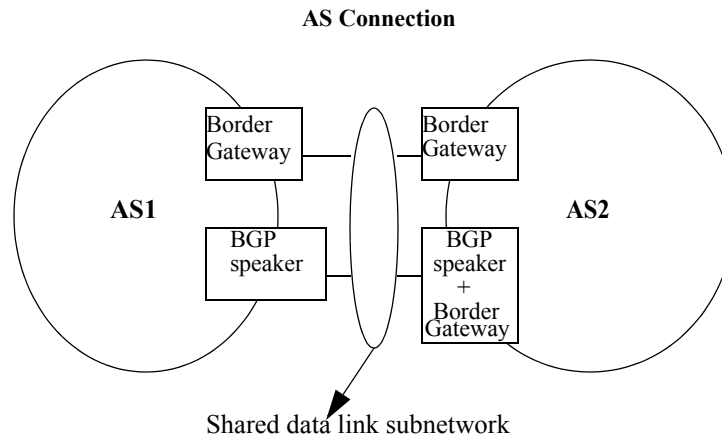 AS Connection
Border
Gateway
Border
Gateway
AS1
AS2
BGP
speaker
BGP
speaker
+
Border
Gateway
Shared data link subnetwork